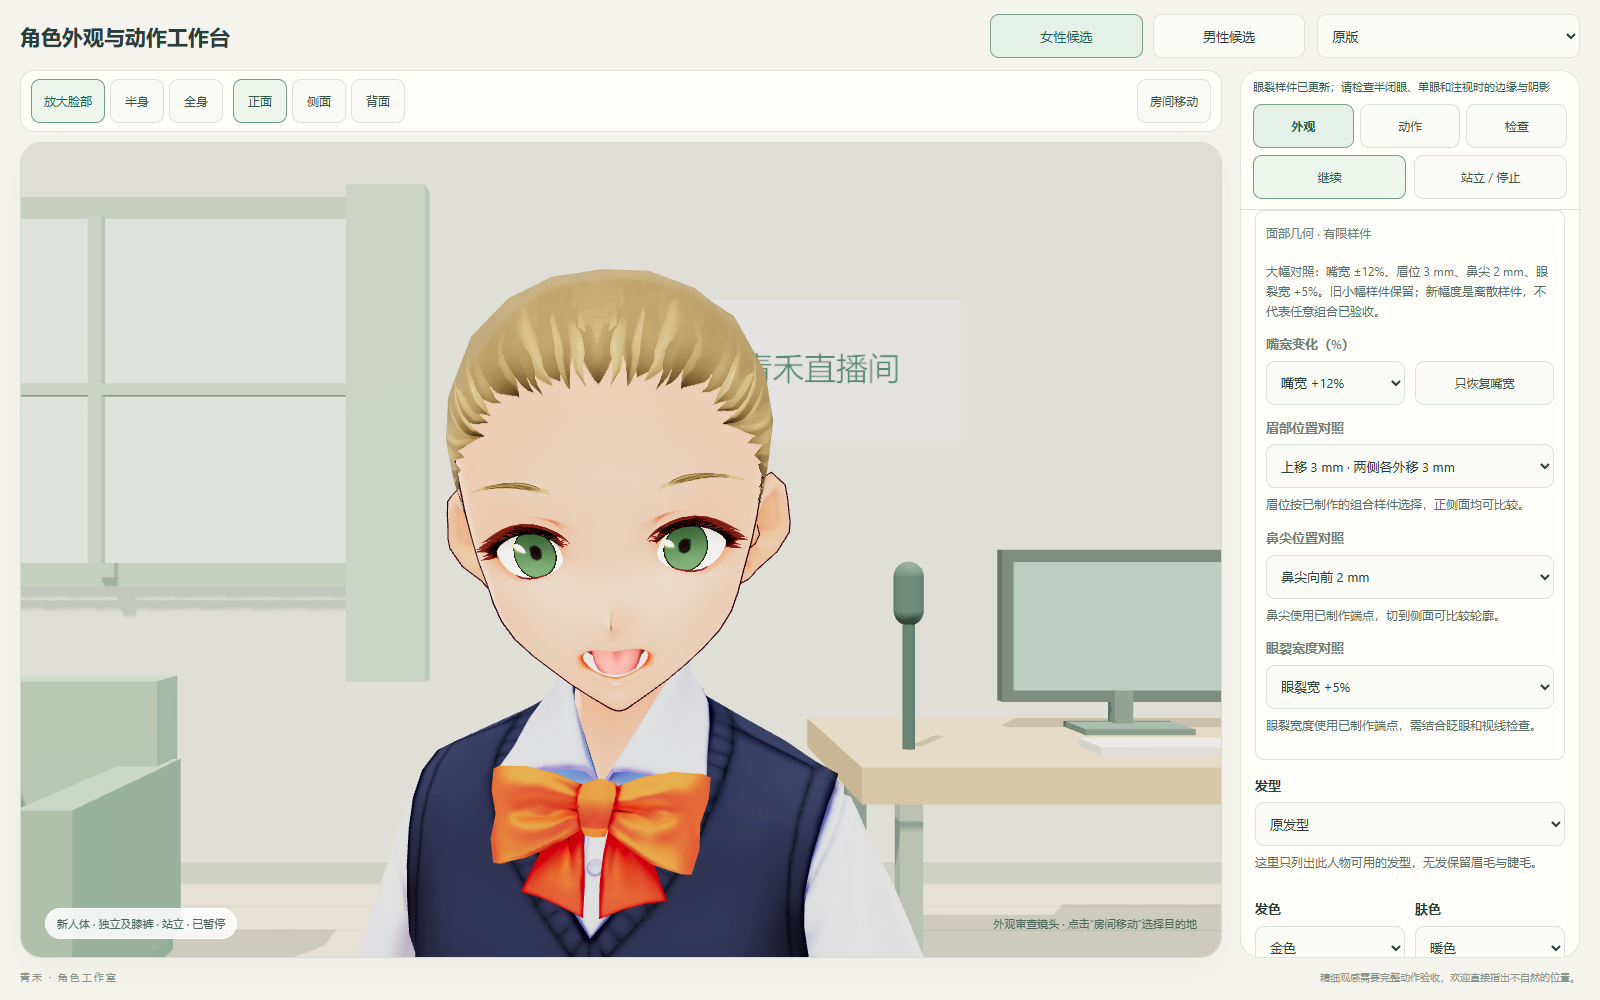 角色外观与动作工作台
女性候选
男性候选
原版
放大脸部
半身
全身
正面
侧面
背面
房间移动
青禾直播间
新人体 · 独立及膝裤 · 站立 · 已暂停
外观审查镜头 · 点击“房间移动”选择目的地
眼裂样件已更新；请检查半闭眼、单眼和注视时的边缘与阴影
外观
动作
检查
继续
站立 / 停止
面部几何 · 有限样件
大幅对照：嘴宽 ±12%、眉位 3 mm、鼻尖 2 mm、眼
裂宽 +5%。旧小幅样件保留；新幅度是离散样件，不
代表任意组合已验收。
嘴宽变化（%）
嘴宽 +12%
只恢复嘴宽
眉部位置对照
上移 3 mm · 两侧各外移 3 mm
眉位按已制作的组合样件选择，正侧面均可比较。
鼻尖位置对照
鼻尖向前 2 mm
鼻尖使用已制作端点，切到侧面可比较轮廓。
眼裂宽度对照
眼裂宽 +5%
眼裂宽度使用已制作端点，需结合眨眼和视线检查。
发型
原发型
这里只列出此人物可用的发型，无发保留眉毛与睫毛。
发色
肤色
金色
暖色
青禾 · 角色工作室
精细观感需要完整动作验收，欢迎直接指出不自然的位置。